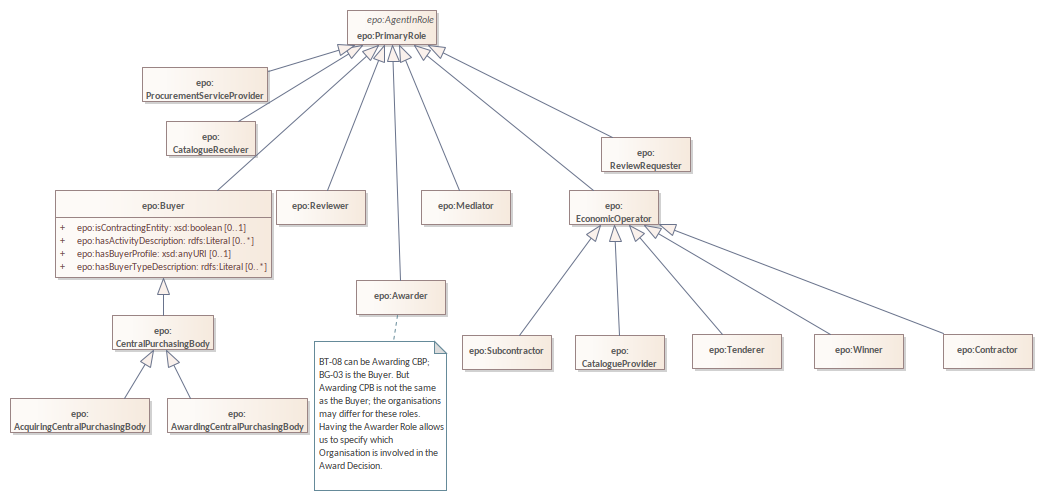 epo:AgentInRole
epo:PrimaryRole
epo:
ProcurementServiceProvider
epo:
CatalogueReceiver
epo:
ReviewRequester
epo:Buyer
+ epo:isContractingEntity: xsd:boolean [0..1]
+ epo:hasActivityDescription: rdfs:Literal [0..*]
+ epo:hasBuyerProfile: xsd:anyURI [0..1]
+ epo:hasBuyerTypeDescription: rdfs:Literal [0..*]
epo:Reviewer
epo:Mediator
epo:
EconomicOperator
epo:Awarder
epo:
CentralPurchasingBody
epo:Subcontractor
epo:
CatalogueProvider
epo:Tenderer
epo:Winner
epo:Contractor
BT-08 can be Awarding CBP;
BG-03 is the Buyer. But
Awarding CPB is not the same
as the Buyer; the organisations
may differ for these roles.
Having the Awarder Role allows
us to specify which
Organisation is involved in the
Award Decision.
epo:
AcquiringCentralPurchasingBody
epo:
AwardingCentralPurchasingBody